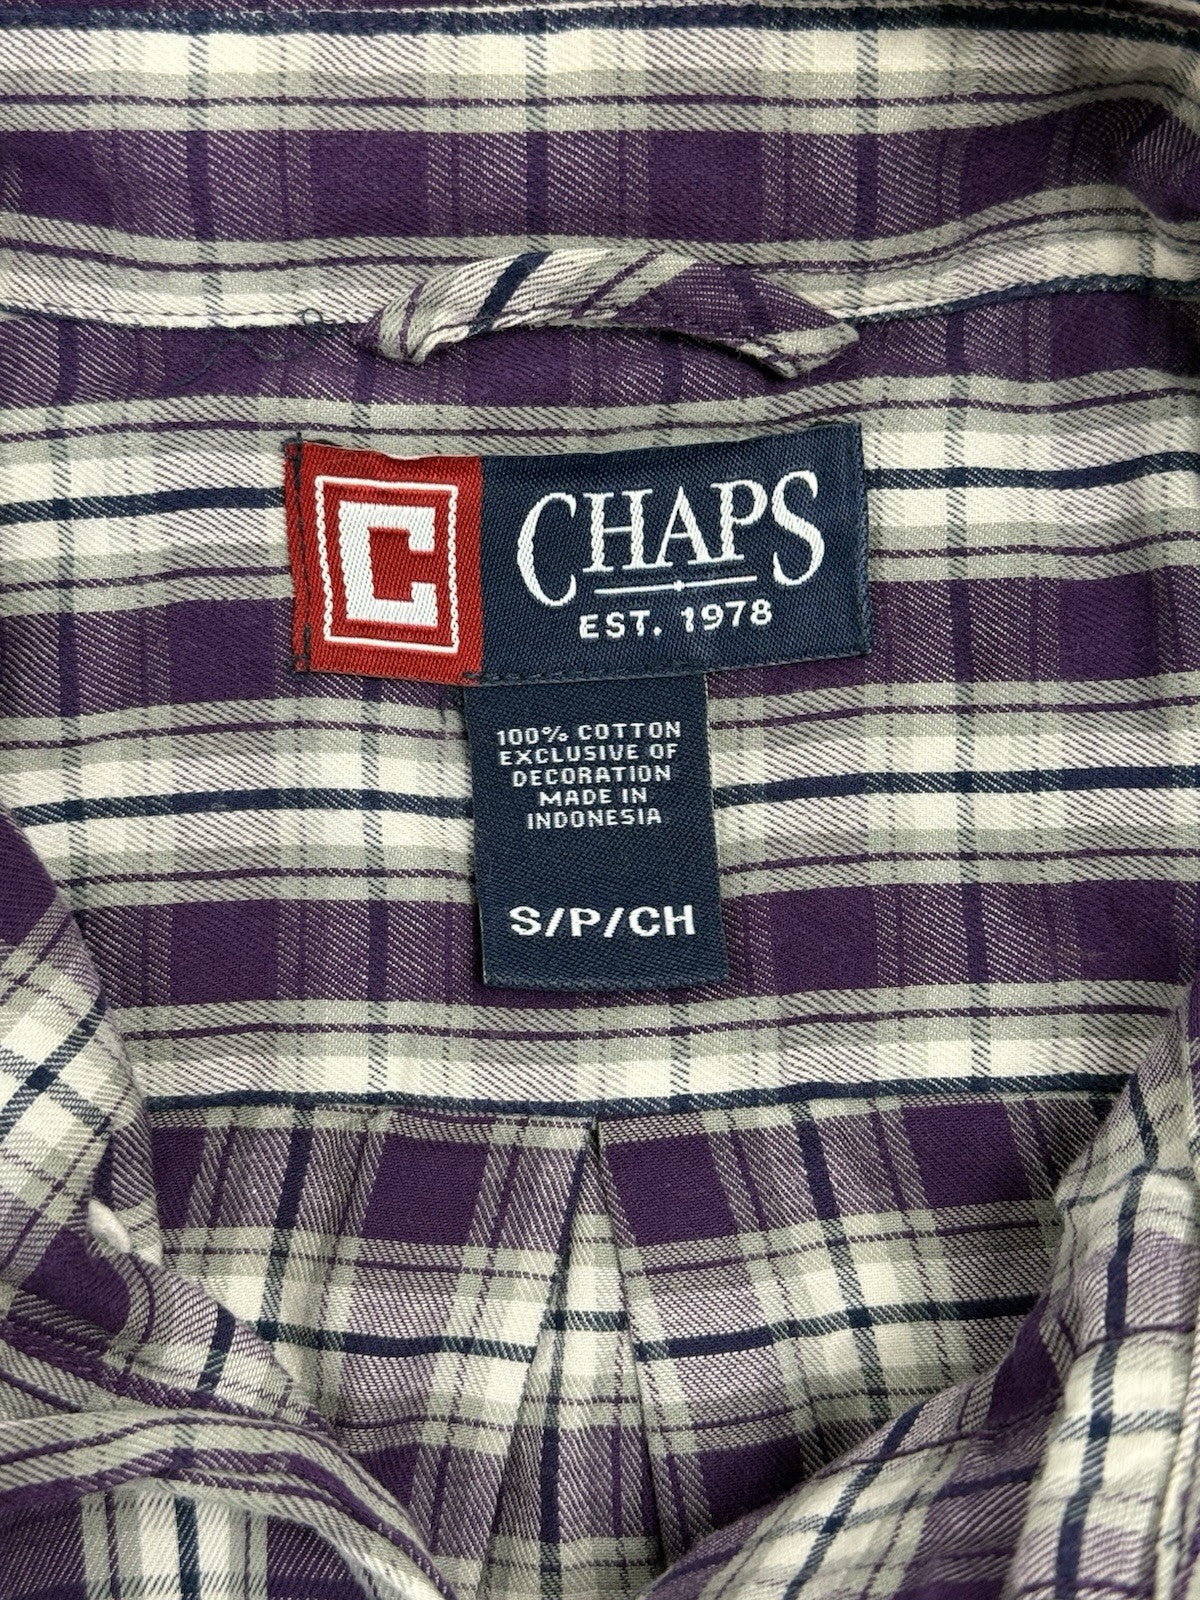 C
CHAPS
EST. 1978
100% COTTON
EXCLUSIVE OF
DECORATION
MADE IN
INDONESIA
S/P/CH